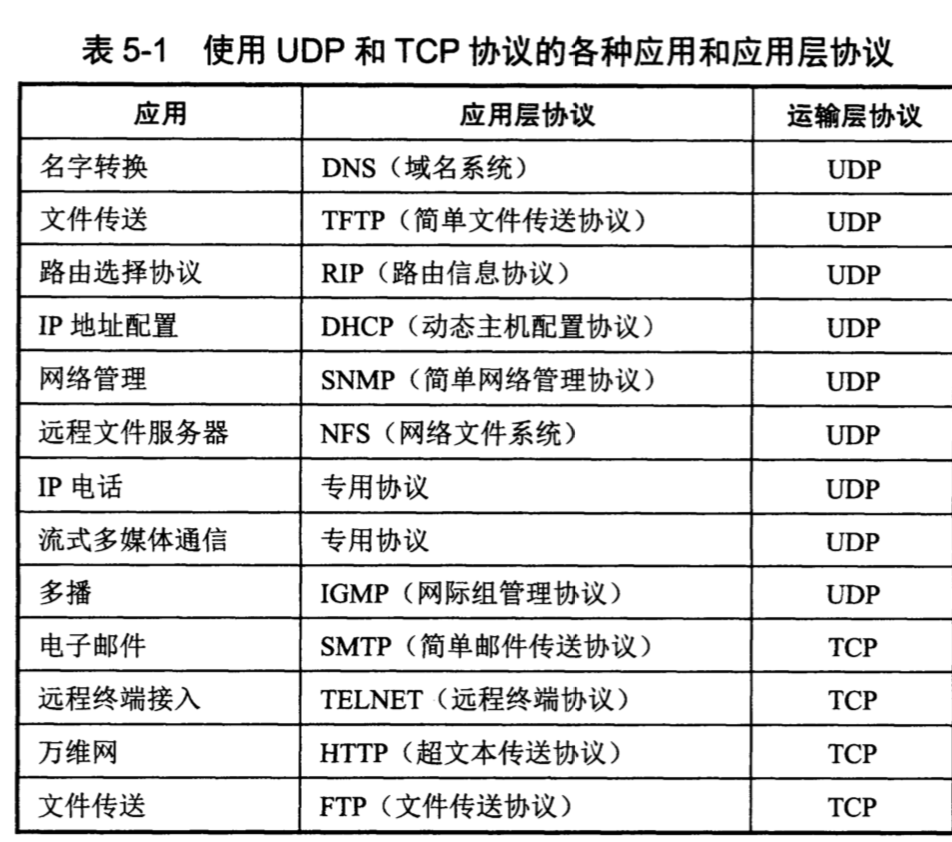 表 5-1 使用 UDP 和 TCP 协议的各种应用和应用层协议
应用 应用层协议 运输层协议
名字转换 DNS（域名系统） UDP
文件传送 TFTP（简单文件传送协议） UDP
路由选择协议 RIP（路由信息协议） UDP
IP 地址配置 DHCP（动态主机配置协议） UDP
网络管理 SNMP（简单网络管理协议） UDP
远程文件服务器 NFS（网络文件系统） UDP
IP 电话 专用协议 UDP
流式多媒体通信 专用协议 UDP
多播 IGMP（网际组管理协议） UDP
电子邮件 SMTP（简单邮件传送协议） TCP
远程终端接入 TELNET（远程终端协议） TCP
万维网 HTTP（超文本传送协议） TCP
文件传送 FTP（文件传送协议） TCP